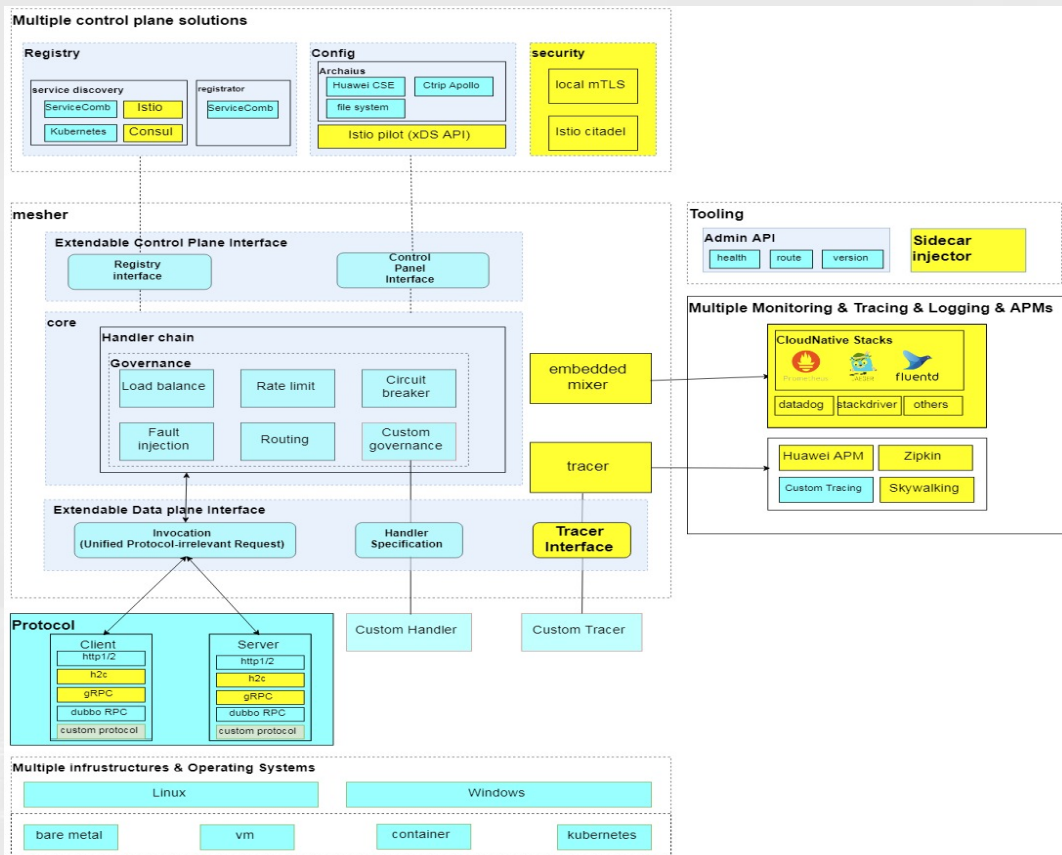 Multiple control plane solutions
Registry
service discovery
ServiceComb
Istio
Kubernetes
Consul
registrator
ServiceComb
Config
Archaius
Huawei CSE
Ctrip Apollo
file system
Istio pilot (xDS API)
security
local mTLS
Istio citadel
mesher
Extendable Control Plane Interface
Registry
interface
Control
Panel
Interface
core
Handler chain
Governance
Load balance
Rate limit
Circuit
breaker
Fault
injection
Routing
Custom
governance
embedded
mixer
tracer
Extendable Data plane Interface
Invocation
(Unified Protocol-irrelevant Request)
Handler
Specification
Tracer
Interface
Tooling
Admin API
health
route
version
Sidecar
injector
Multiple Monitoring & Tracing & Logging & APMs
CloudNative Stacks
Prometheus
fluentd
datadog
stackdriver
others
Huawei APM
Zipkin
Custom Tracing
Skywalking
Protocol
Client
http1/2
h2c
gRPC
dubbo RPC
custom protocol
Server
http1/2
h2c
gRPC
dubbo RPC
custom protocol
Custom Handler
Custom Tracer
Multiple infrustructures & Operating Systems
Linux
Windows
bare metal
vm
container
kubernetes